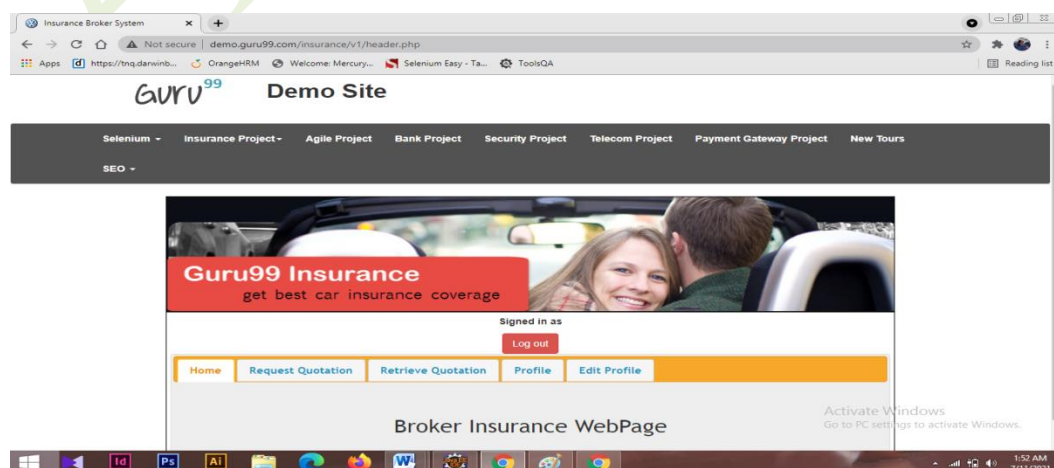 Insurance Broker System
Not secure | demo.guru99.com/insurance/v1/header.php
Apps https://tnq.darwinb... OrangeHRM Welcome: Mercury... Selenium Easy - Ta... ToolsQA Reading list
Guru99 Demo Site
Selenium Insurance Project Agile Project Bank Project Security Project Telecom Project Payment Gateway Project New Tours
SEO
Guru99 Insurance
get best car insurance coverage
Signed in as
Log out
Home Request Quotation Retrieve Quotation Profile Edit Profile
Broker Insurance WebPage
Activate Windows
Go to PC settings to activate Windows.
Id Ps Ai W
1:52 AM